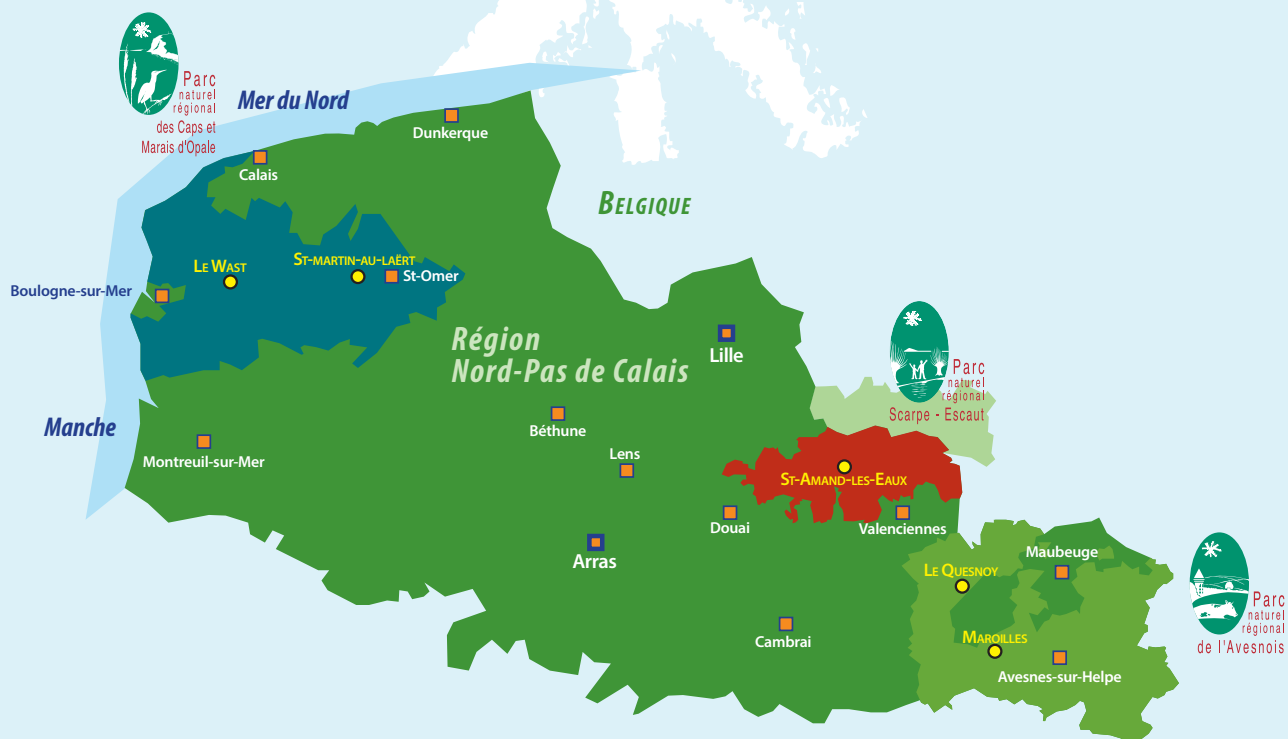 Parc
naturel
régional
des Caps et
Marais d'Opale
Mer du Nord
Dunkerque
Calais
BELGIQUE
LE WAST
ST-MARTIN-AU-LAËRT
St-Omer
Boulogne-sur-Mer
Région
Nord-Pas de Calais
Lille
Parc
naturel
régional
Scarpe - Escaut
Manche
Montreuil-sur-Mer
Béthune
Lens
ST-AMAND-LES-EAUX
Douai
Valenciennes
Arras
Maubeuge
LE QUESNOY
Parc
naturel
régional
de l'Avesnois
Cambrai
MAROILLES
Avesnes-sur-Helpe